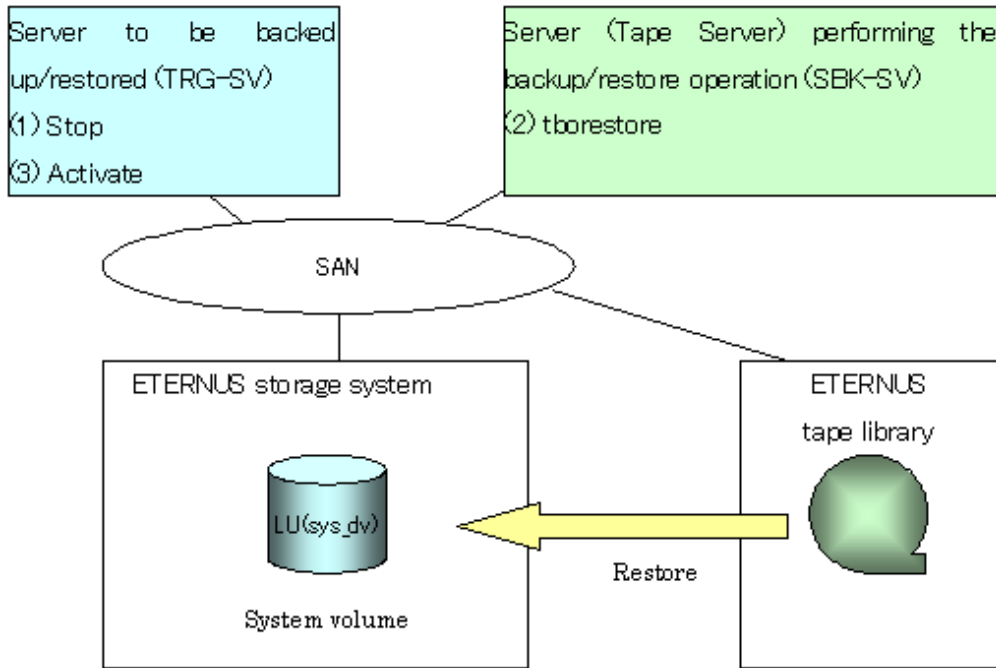 Server to be backed
up/restored (TRG-SV)
(1) Stop
(3) Activate
Server (Tape Server) performing the
backup/restore operation (SBK-SV)
(2) tborestore
SAN
ETERNUS storage system
LU(sys_dv)
System volume
ETERNUS
tape library
Restore